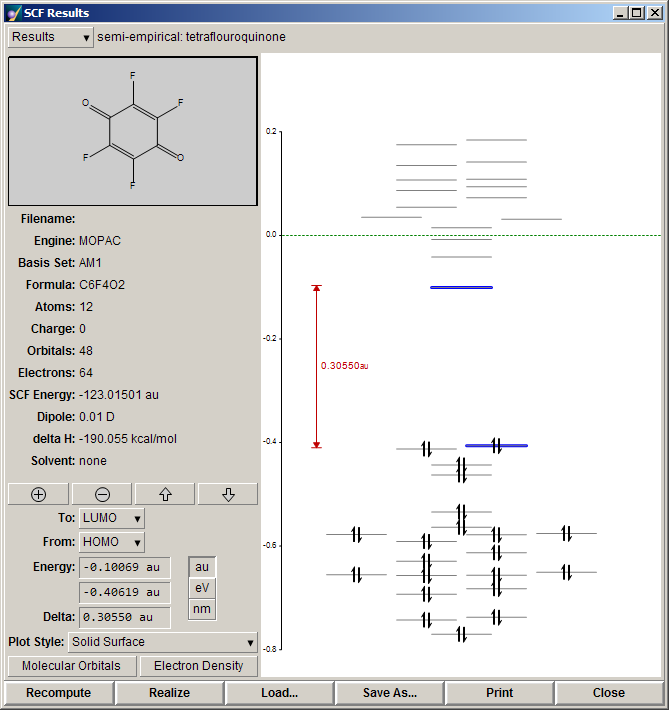 SCF Results
Results semi-empirical: tetraflouroquinone
F
O F
F O
F
Filename:
Engine: MOPAC
Basis Set: AM1
Formula: C6F4O2
Atoms: 12
Charge: 0
Orbitals: 48
Electrons: 64
SCF Energy: -123.01501 au
Dipole: 0.01 D
delta H: -190.055 kcal/mol
Solvent: none
To: LUMO
From: HOMO
Energy: -0.10069 au au
-0.40619 au eV
Delta: 0.30550 au nm
Plot Style: Solid Surface
Molecular Orbitals Electron Density
0.2
0.0
-0.2
0.30550au
-0.4
-0.6
-0.8
Recompute Realize Load... Save As... Print Close